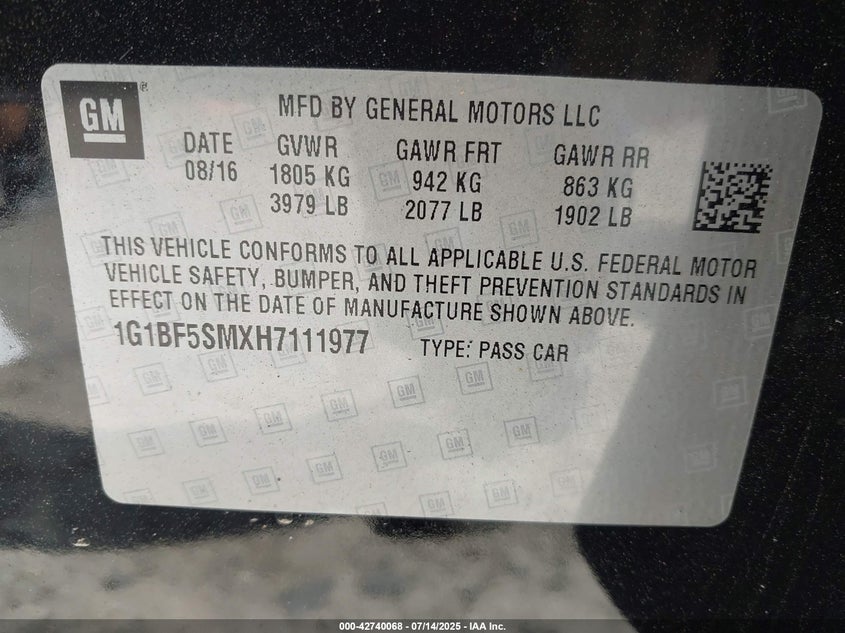 GM
MFD BY GENERAL MOTORS LLC
DATE GVWR GAWR FRT GAWR RR
08/16 1805 KG 942 KG 863 KG
3979 LB 2077 LB 1902 LB
THIS VEHICLE CONFORMS TO ALL APPLICABLE U.S. FEDERAL MOTOR
VEHICLE SAFETY, BUMPER, AND THEFT PREVENTION STANDARDS IN
EFFECT ON THE DATE OF MANUFACTURE SHOWN ABOVE.
1G1BF5SMXH7111977 TYPE: PASS CAR
000-42740068 - 07/14/2025 - IAA Inc.